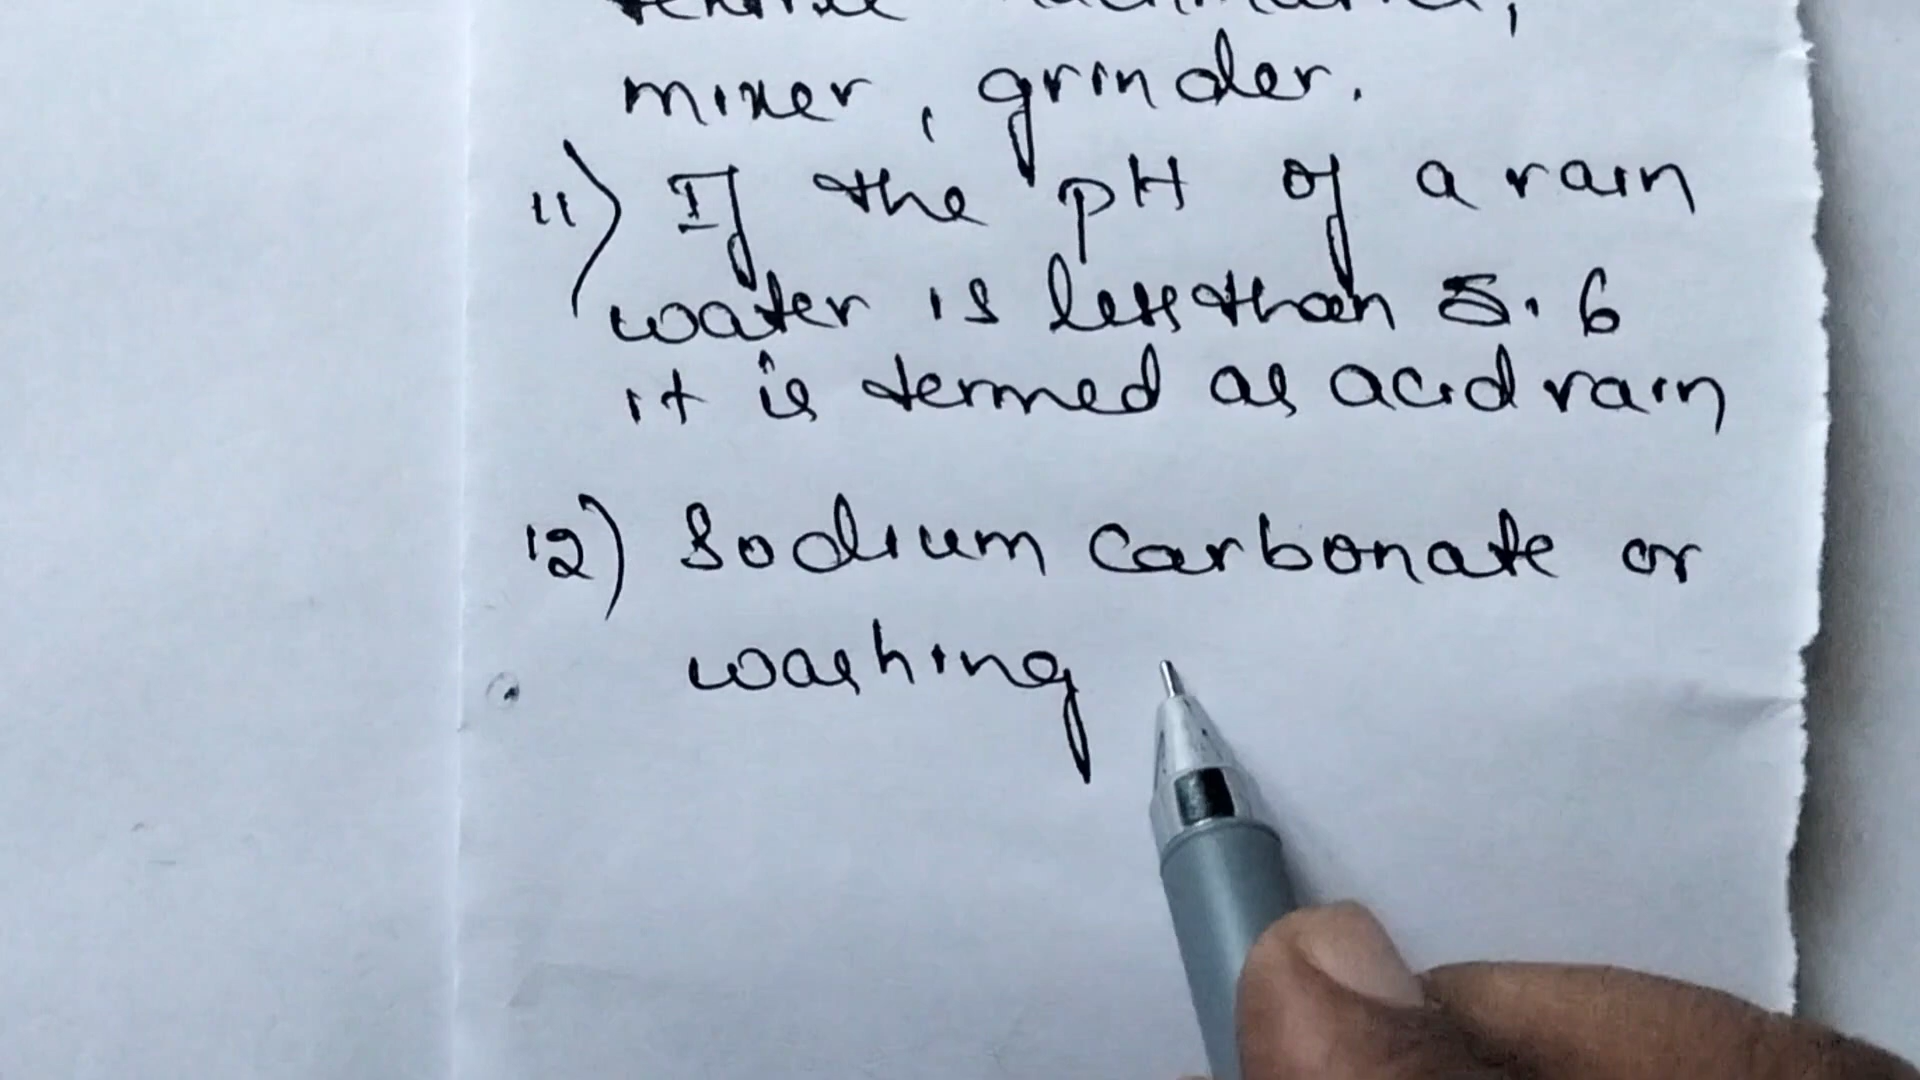 mixer, grinder.
11) If the pH of a rain
water is less than 5.6
it is termed as acid rain
12) Sodium carbonate or
washing